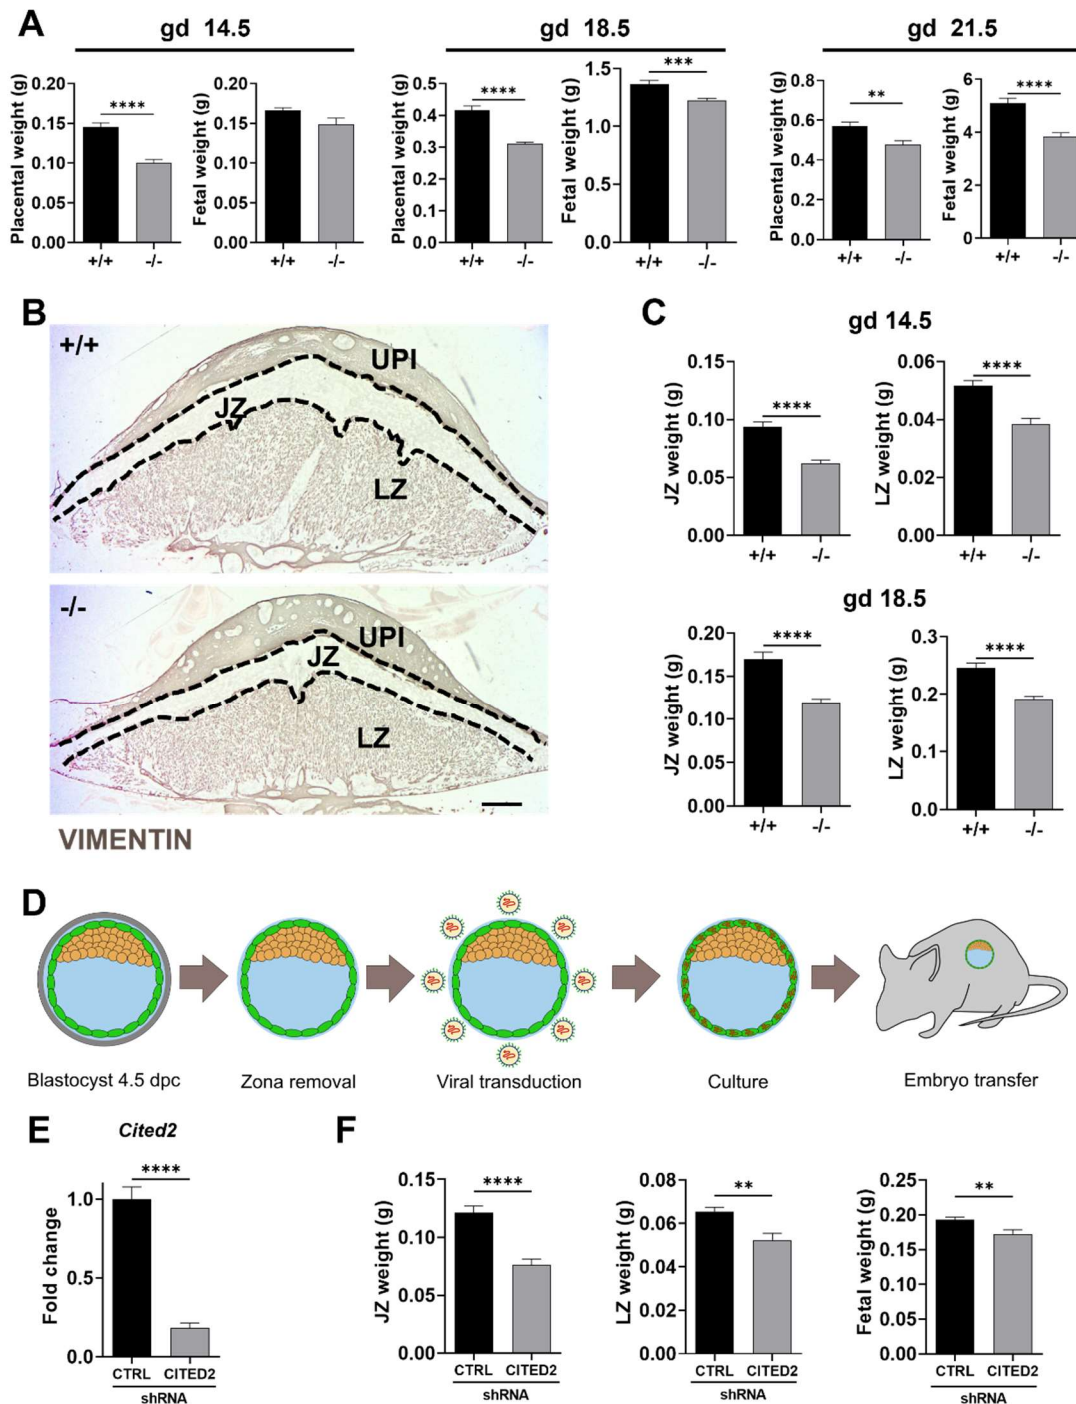 A
gd 14.5
gd 18.5
gd 21.5
Placental weight (g)
0.20
0.15
0.10
0.05
0.00
****
+/+ -/-
Fetal weight (g)
0.20
0.15
0.10
0.05
0.00
+/+ -/-
Placental weight (g)
0.5
0.4
0.3
0.2
0.1
0.0
****
+/+ -/-
Fetal weight (g)
1.5
1.0
0.5
0.0
***
+/+ -/-
Placental weight (g)
0.8
0.6
0.4
0.2
0.0
**
+/+ -/-
Fetal weight (g)
6
4
2
0
****
+/+ -/-
B
+/+
UPI
JZ
LZ
-/-
UPI
JZ
LZ
VIMENTIN
C
gd 14.5
JZ weight (g)
0.15
0.10
0.05
0.00
****
+/+ -/-
LZ weight (g)
0.06
0.04
0.02
0.00
****
+/+ -/-
gd 18.5
JZ weight (g)
0.20
0.15
0.10
0.05
0.00
****
+/+ -/-
LZ weight (g)
0.3
0.2
0.1
0.0
****
+/+ -/-
D
Blastocyst 4.5 dpc
Zona removal
Viral transduction
Culture
Embryo transfer
E
Cited2
Fold change
1.0
0.5
0.0
****
CTRL CITED2
shRNA
F
JZ weight (g)
0.15
0.10
0.05
0.00
****
CTRL CITED2
shRNA
LZ weight (g)
0.08
0.06
0.04
0.02
0.00
**
CTRL CITED2
shRNA
Fetal weight (g)
0.25
0.20
0.15
0.10
0.05
0.00
**
CTRL CITED2
shRNA